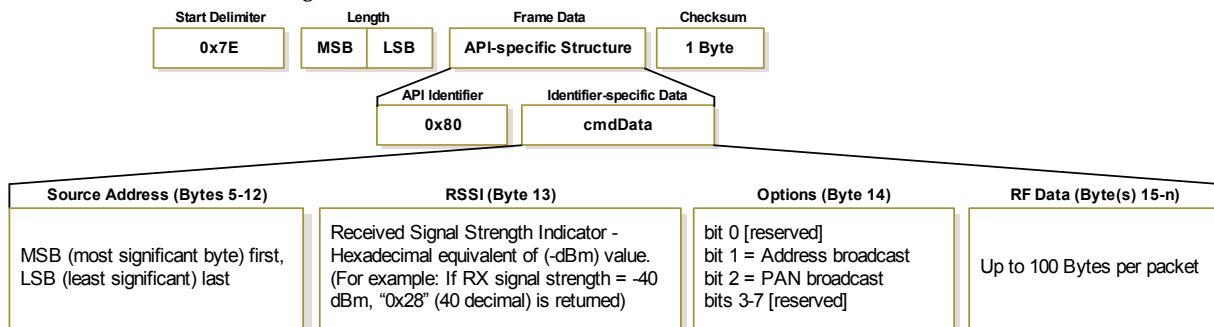 Start Delimiter Length Frame Data Checksum
0x7E MSB LSB API-specific Structure 1 Byte
API Identifier Identifier-specific Data
0x80 cmdData
Source Address (Bytes 5-12)
MSB (most significant byte) first,
LSB (least significant) last
RSSI (Byte 13)
Received Signal Strength Indicator -
Hexadecimal equivalent of (-dBm) value.
(For example: If RX signal strength = -40
dBm, “0x28” (40 decimal) is returned)
Options (Byte 14)
bit 0 [reserved]
bit 1 = Address broadcast
bit 2 = PAN broadcast
bits 3-7 [reserved]
RF Data (Byte(s) 15-n)
Up to 100 Bytes per packet